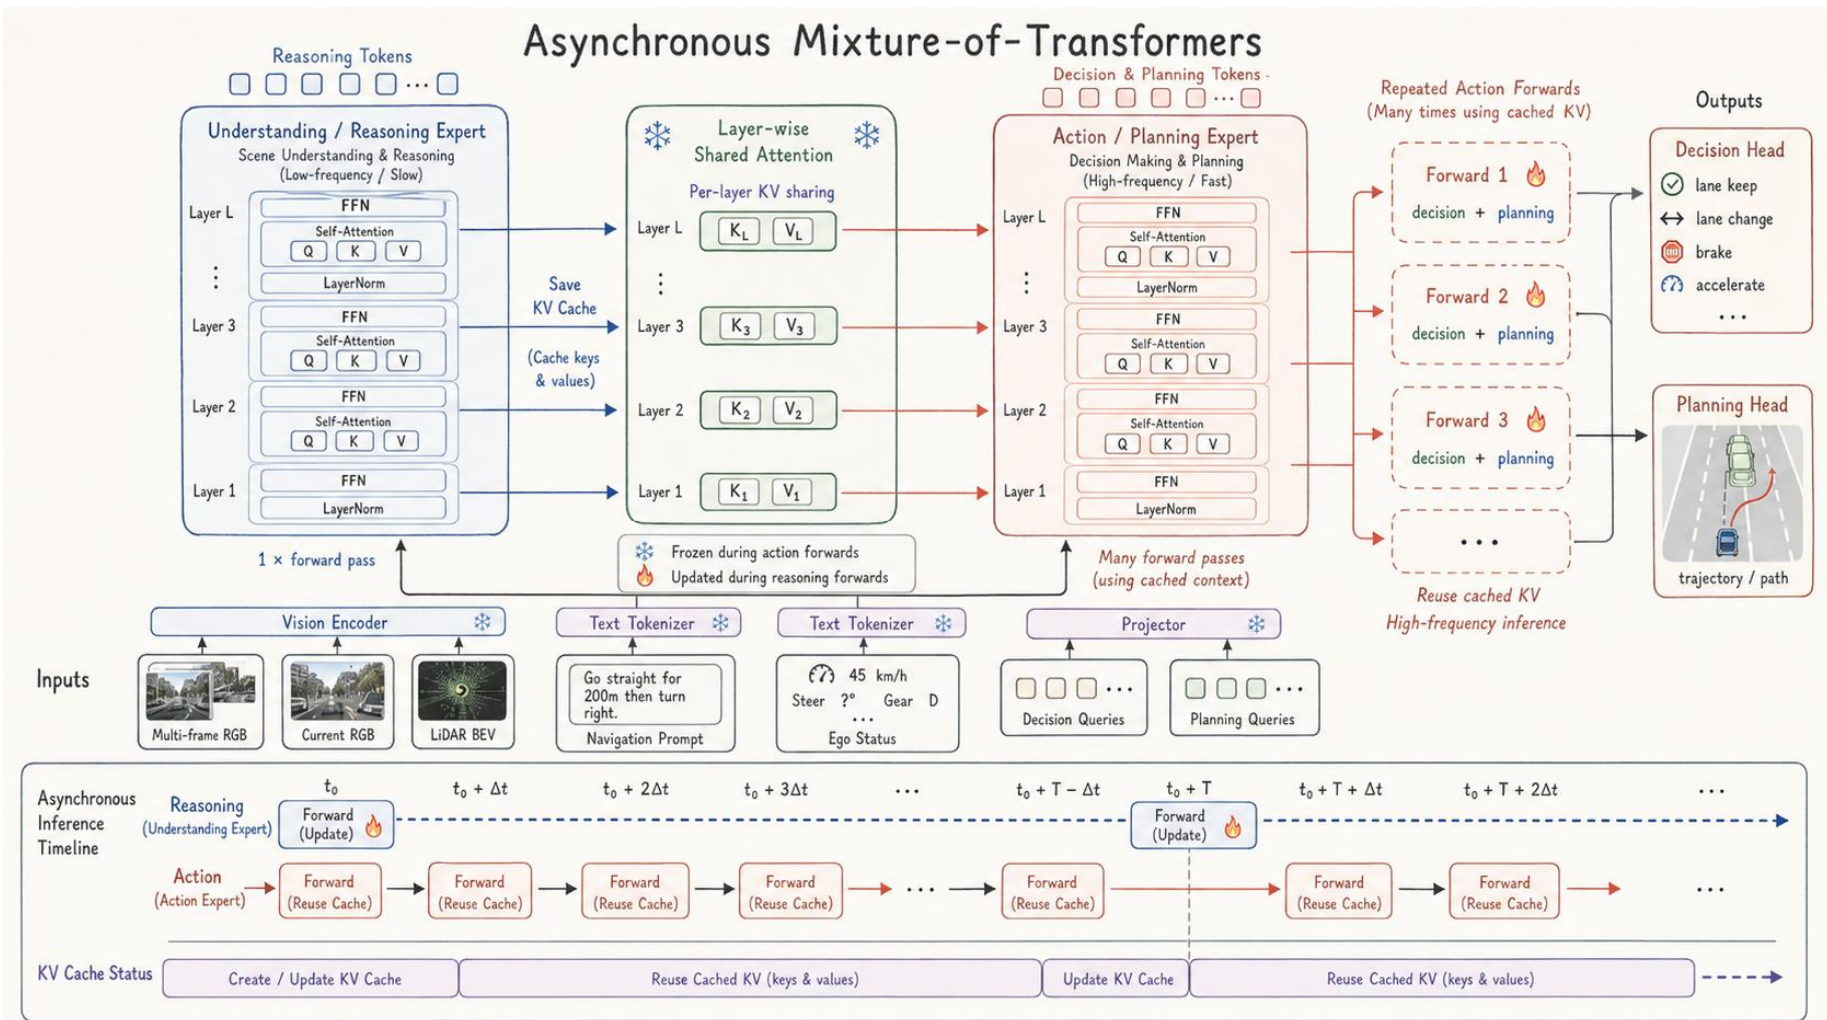 Asynchronous Mixture-of-Transformers
Reasoning Tokens
...
Understanding / Reasoning Expert
Scene Understanding & Reasoning
(Low-frequency / Slow)
Layer L
FFN
Self-Attention
Q K V
LayerNorm
Layer 3
FFN
Self-Attention
Q K V
Layer 2
FFN
Self-Attention
Q K V
Layer 1
FFN
LayerNorm
1 × forward pass
Save
KV Cache
(Cache keys
& values)
Layer-wise
Shared Attention
Per-layer KV sharing
Layer L K_L V_L
Layer 3 K_3 V_3
Layer 2 K_2 V_2
Layer 1 K_1 V_1
Frozen during action forwards
Updated during reasoning forwards
Decision & Planning Tokens
...
Action / Planning Expert
Decision Making & Planning
(High-frequency / Fast)
Layer L
FFN
Self-Attention
Q K V
LayerNorm
Layer 3
FFN
Self-Attention
Q K V
Layer 2
FFN
Self-Attention
Q K V
Layer 1
FFN
LayerNorm
Many forward passes
(using cached context)
Repeated Action Forwards
(Many times using cached KV)
Forward 1
decision + planning
Forward 2
decision + planning
Forward 3
decision + planning
...
Reuse cached KV
High-frequency inference
Outputs
Decision Head
lane keep
lane change
brake
accelerate
...
Planning Head
trajectory / path
Inputs
Vision Encoder
Multi-frame RGB
Current RGB
LiDAR BEV
Text Tokenizer
Go straight for
200m then turn
right.
Navigation Prompt
Text Tokenizer
45 km/h
Steer ?° Gear D
...
Ego Status
Projector
...
Decision Queries
...
Planning Queries
Asynchronous
Inference
Timeline
t_0 t_0 + Δt t_0 + 2Δt t_0 + 3Δt ... t_0 + T - Δt t_0 + T t_0 + T + Δt t_0 + T + 2Δt ...
Reasoning
(Understanding Expert)
Forward
(Update)
Forward
(Update)
Action
(Action Expert)
Forward
(Reuse Cache)
Forward
(Reuse Cache)
Forward
(Reuse Cache)
Forward
(Reuse Cache)
...
Forward
(Reuse Cache)
Forward
(Reuse Cache)
Forward
(Reuse Cache)
...
KV Cache Status
Create / Update KV Cache
Reuse Cached KV (keys & values)
Update KV Cache
Reuse Cached KV (keys & values)